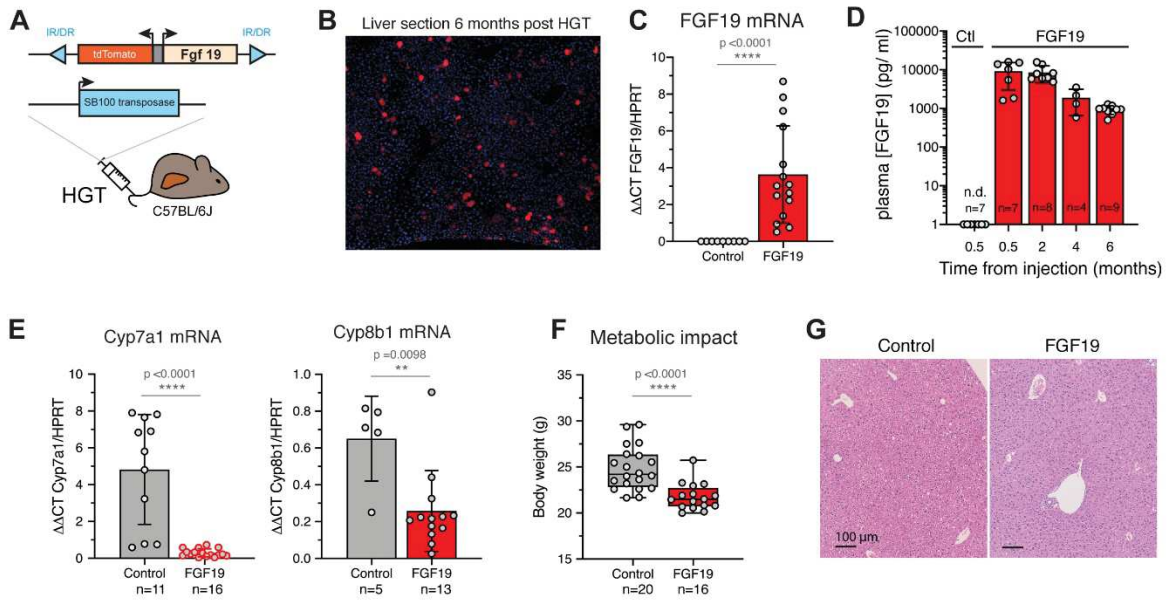 A
IR/DR
IR/DR
tdTomato
Fgf 19
SB100 transposase
HGT
C57BL/6J
B
Liver section 6 months post HGT
C
FGF19 mRNA
p <0.0001
****
ΔΔCT FGF19/HPRT
10
8
6
4
2
0
Control
FGF19
D
Ctl
FGF19
plasma [FGF19] (pg/ ml)
100000
10000
1000
100
10
1
n.d.
n=7
n=7
n=8
n=4
n=9
0.5
0.5
2
4
6
Time from injection (months)
E
Cyp7a1 mRNA
p <0.0001
****
ΔΔCT Cyp7a1/HPRT
10
8
6
4
2
0
Control
n=11
FGF19
n=16
Cyp8b1 mRNA
p =0.0098
**
ΔΔCT Cyp8b1/HPRT
1.0
0.8
0.6
0.4
0.2
0.0
Control
n=5
FGF19
n=13
F
Metabolic impact
p <0.0001
****
Body weight (g)
35
30
25
20
15
Control
n=20
FGF19
n=16
G
Control
FGF19
100 µm